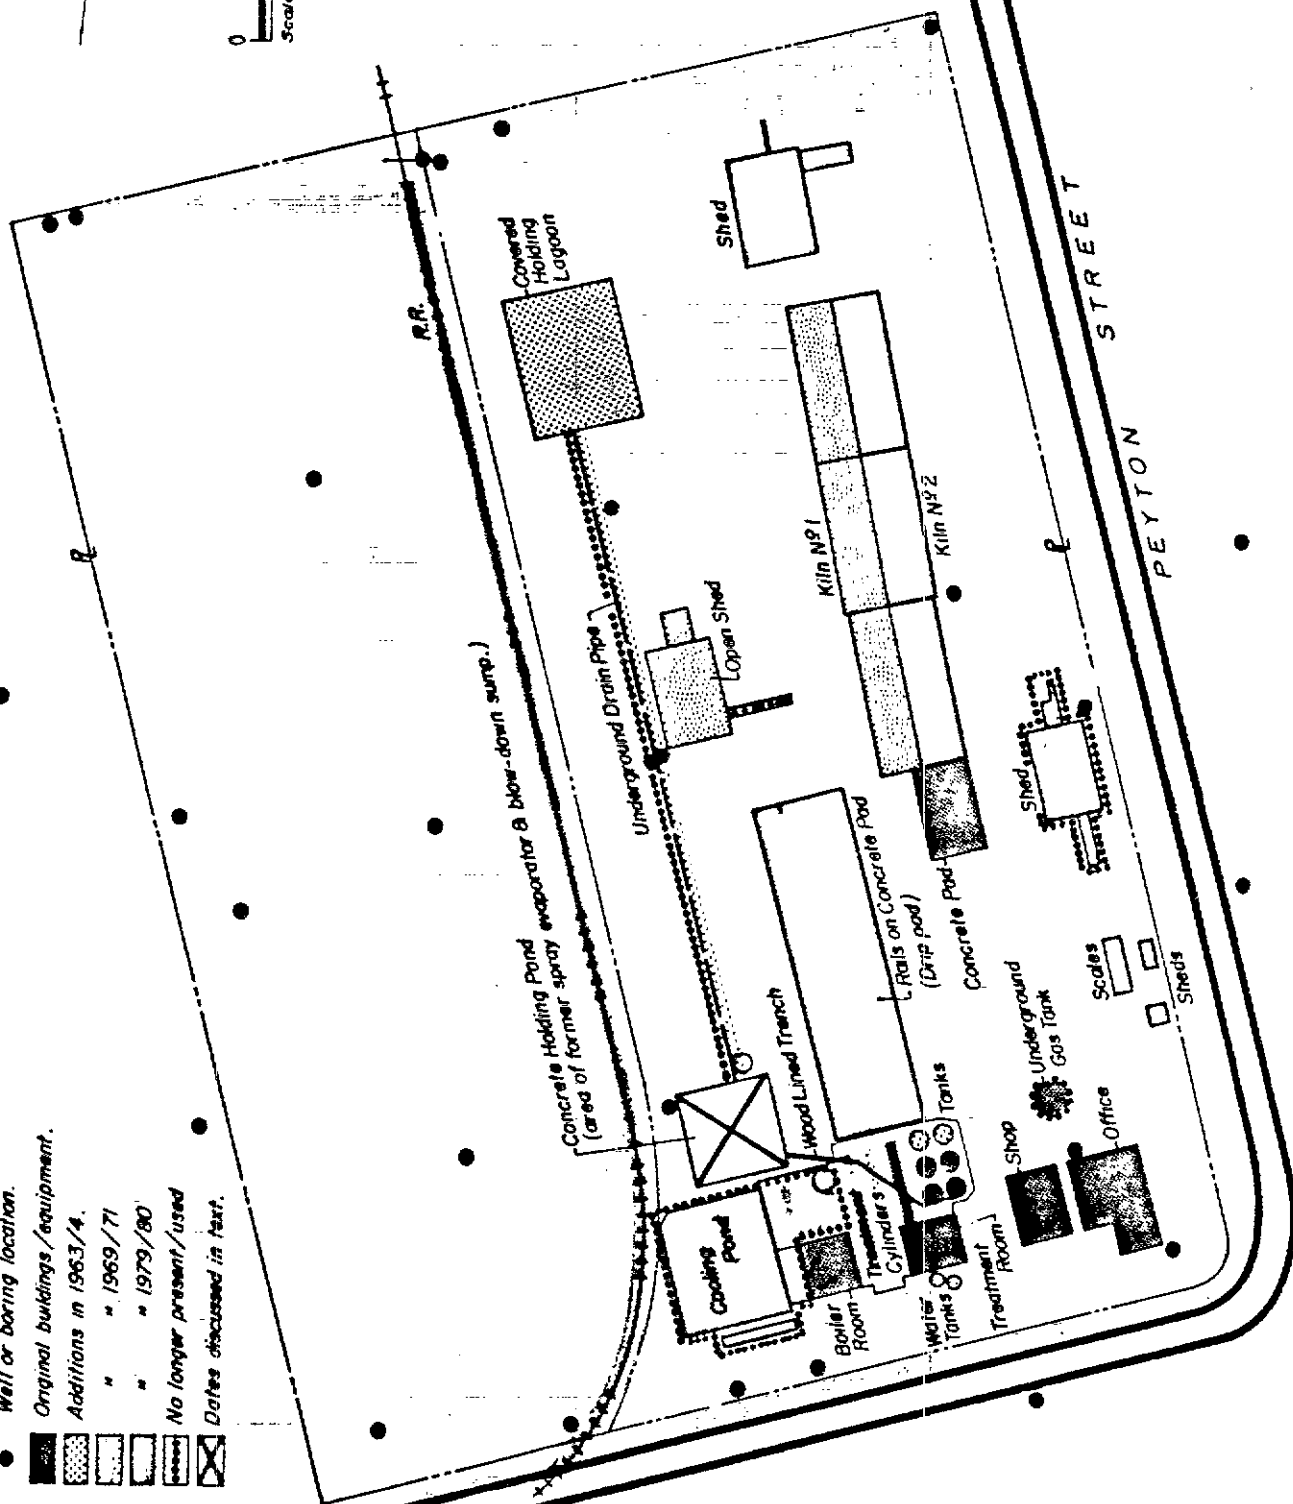 Well or boring location.
Original buildings/equipment.
Additions in 1963/4.
" " 1969/71
" " 1979/80
No longer present/used
Dates discussed in text.
0
R.R.
Covered
Holding
Lagoon
Shed
Concrete Holding Pond
(area of former spray evaporator & blow-down sump.)
Underground Drain Pipe
Open Shed
Kiln Nº1
Kiln Nº2
Wood Lined Trench
Rails on Concrete Pad
(Drip pad)
Concrete Pad
Shed
Cooling
Pond
Boiler
Room
Treatment
Cylinders
Water
Tanks
Treatment
Room
Tanks
Shop
Underground
Gas Tank
Office
Scales
Sheds
PEYTON STREET